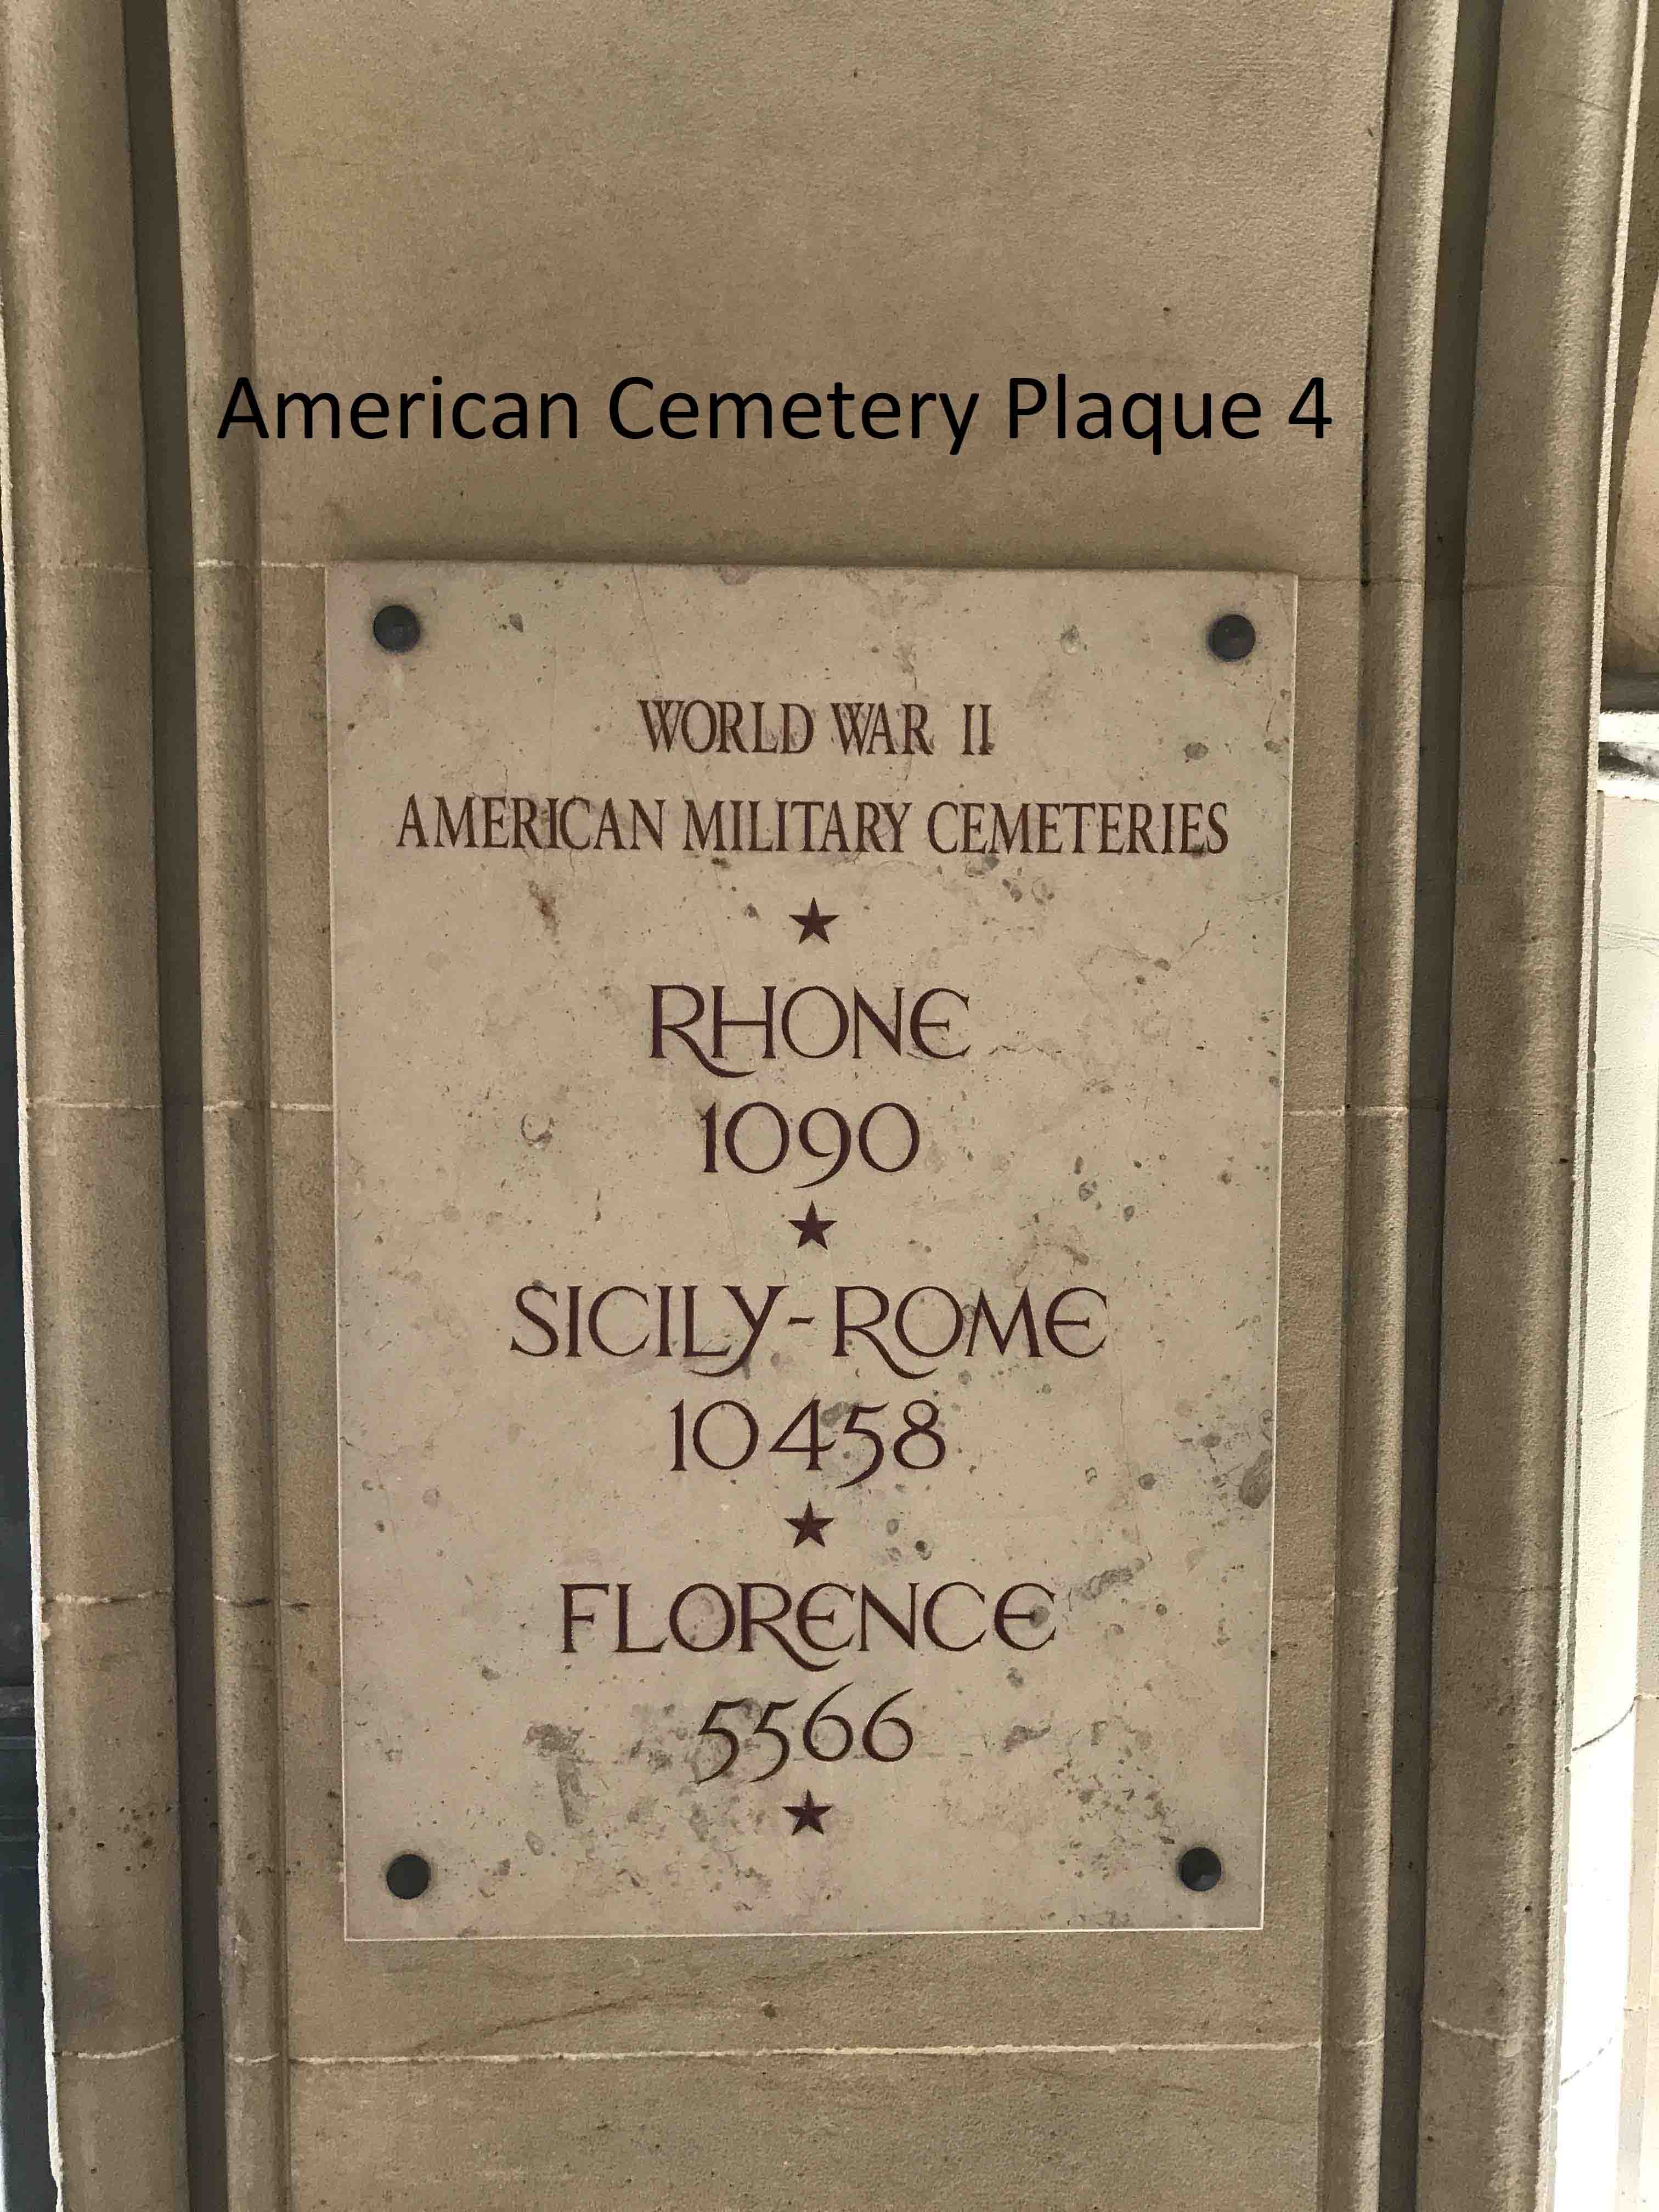 American Cemetery Plaque 4
WORLD WAR II
AMERICAN MILITARY CEMETERIES
★
RHONE
1090
★
SICILY-ROME
10458
★
FLORENCE
5566
★